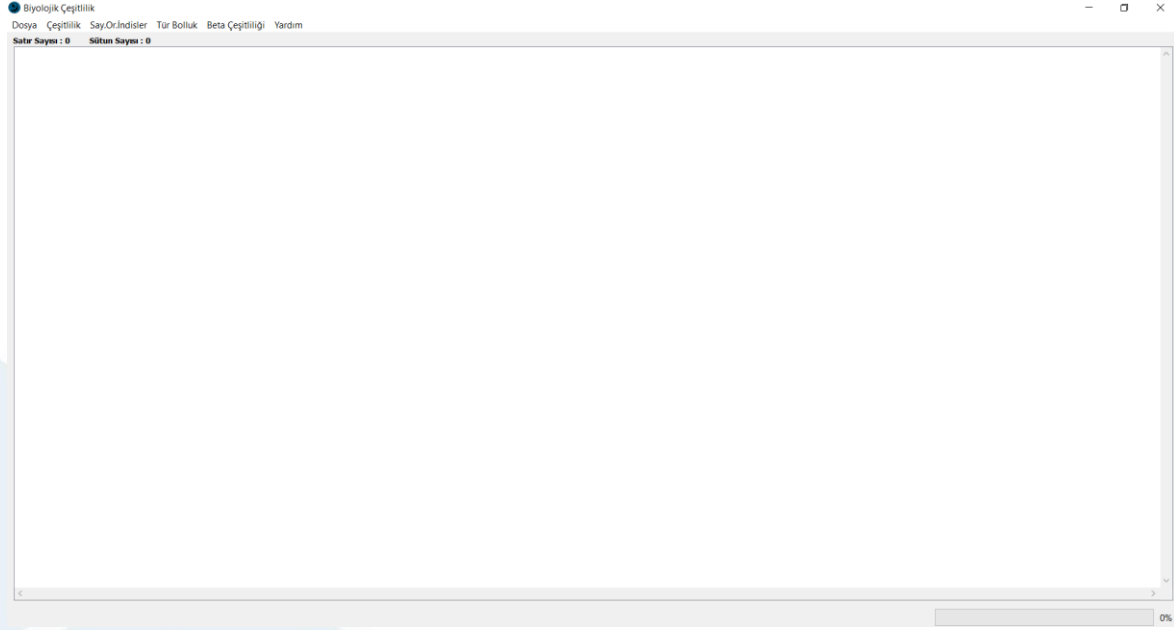 Biyolojik Çeşitlilik
Dosya Çeşitlilik Say.Or.İndisler Tür Bolluk Beta Çeşitliliği Yardım
Satır Sayısı : 0 Sütun Sayısı : 0
0%